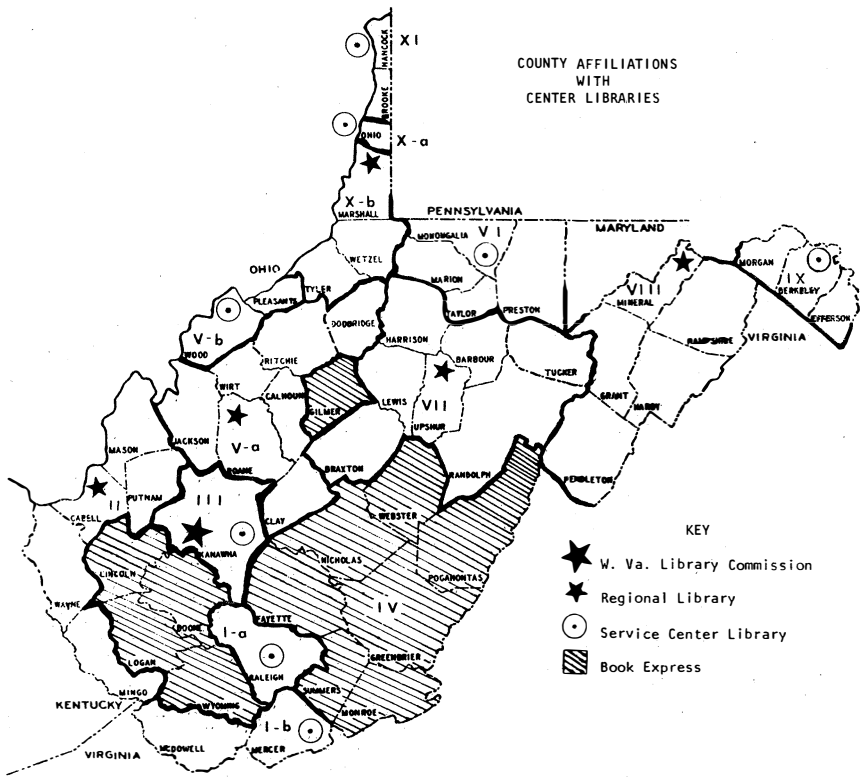 COUNTY AFFILIATIONS
WITH
CENTER LIBRARIES
XI
HANCOCK
BROOKE
OHIO
X-a
X-b
MARSHALL
PENNSYLVANIA
MONONGALIA
VI
MARYLAND
WETZEL
OHIO
MARION
PRESTON
TAYLOR
MORGAN
IX
BERKELEY
JEFFERSON
VIII
MINERAL
HAMPSHIRE
VIRGINIA
TYLER
PLEASANTS
DODDRIDGE
HARRISON
V-b
WOOD
RITCHIE
BARBOUR
TUCKER
WIRT
CALHOUN
GILMER
LEWIS
VII
UPSHUR
GRANT
HARDY
JACKSON
V-a
ROANE
MASON
BRAXTON
RANDOLPH
PENDLETON
PUTNAM
III
II
CABELL
CLAY
WEBSTER
KANAWHA
NICHOLAS
LINCOLN
POCAHONTAS
WAYNE
IV
BOONE
I-a
FAYETTE
GREENBRIER
LOGAN
RALEIGH
SUMMERS
MINGO
WYOMING
MONROE
KENTUCKY
I-b
MCDOWELL
MERCER
VIRGINIA
KEY
W. Va. Library Commission
Regional Library
Service Center Library
Book Express